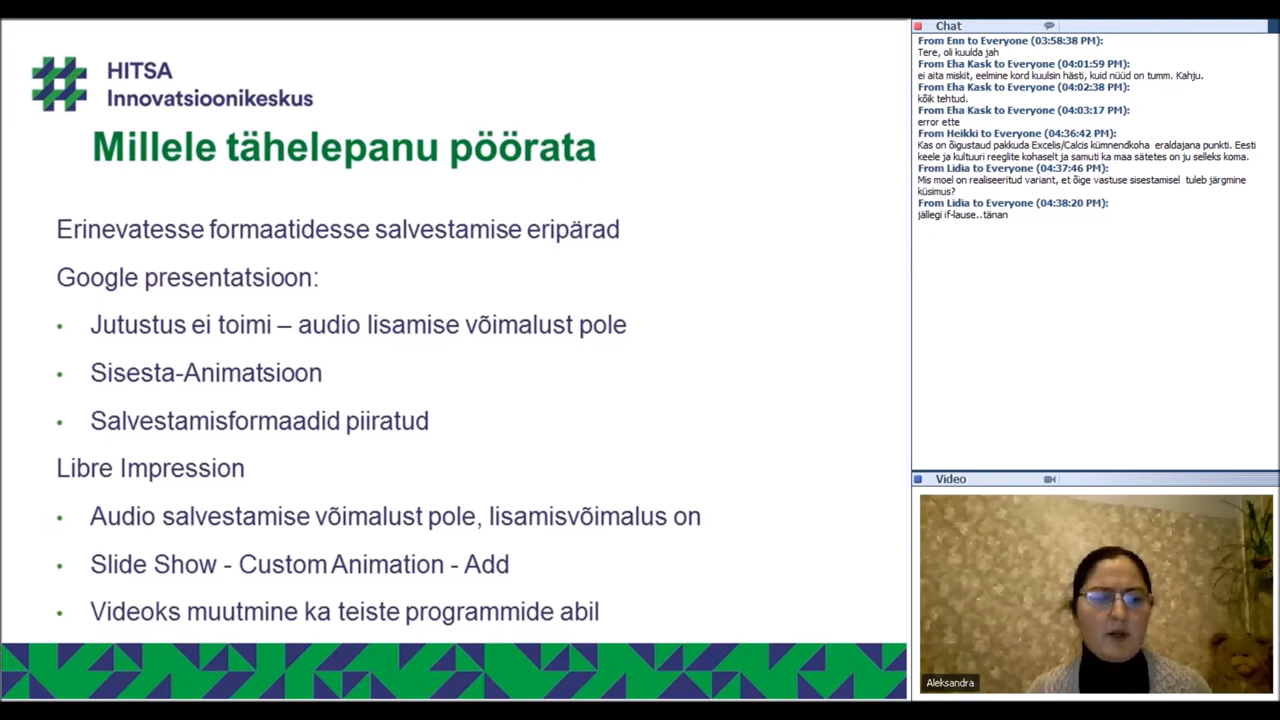 HITSA
Innovatsioonikeskus
Millele tähelepanu pöörata
Erinevatesse formaatidesse salvestamise eripärad
Google presentatsioon:
• Jutustus ei toimi – audio lisamise võimalust pole
• Sisesta-Animatsioon
• Salvestamisformaadid piiratud
Libre Impression
• Audio salvestamise võimalust pole, lisamisvõimalus on
• Slide Show - Custom Animation - Add
• Videoks muutmine ka teiste programmide abil
Chat
From Enn to Everyone (03:58:38 PM):
Tere, oli kuulda jah
From Eha Kask to Everyone (04:01:59 PM):
ei aita miskit, eelmine kord kuulsin hästi, kuid nüüd on tumm. Kahju.
From Eha Kask to Everyone (04:02:38 PM):
kõik tehtud.
From Eha Kask to Everyone (04:03:17 PM):
error ette
From Heikki to Everyone (04:36:42 PM):
Kas on õigustaud pakkuda Excelis/Calcis kümnendkoha eraldajana punkti. Eesti
keele ja kultuuri reeglite kohaselt ja samuti ka maa sätetes on ju selleks koma.
From Lidia to Everyone (04:37:46 PM):
Mis moel on realiseeritud variant, et õige vastuse sisestamisel tuleb järgmine
küsimus?
From Lidia to Everyone (04:38:20 PM):
jällegi if-lause..tänan
Video
Aleksandra